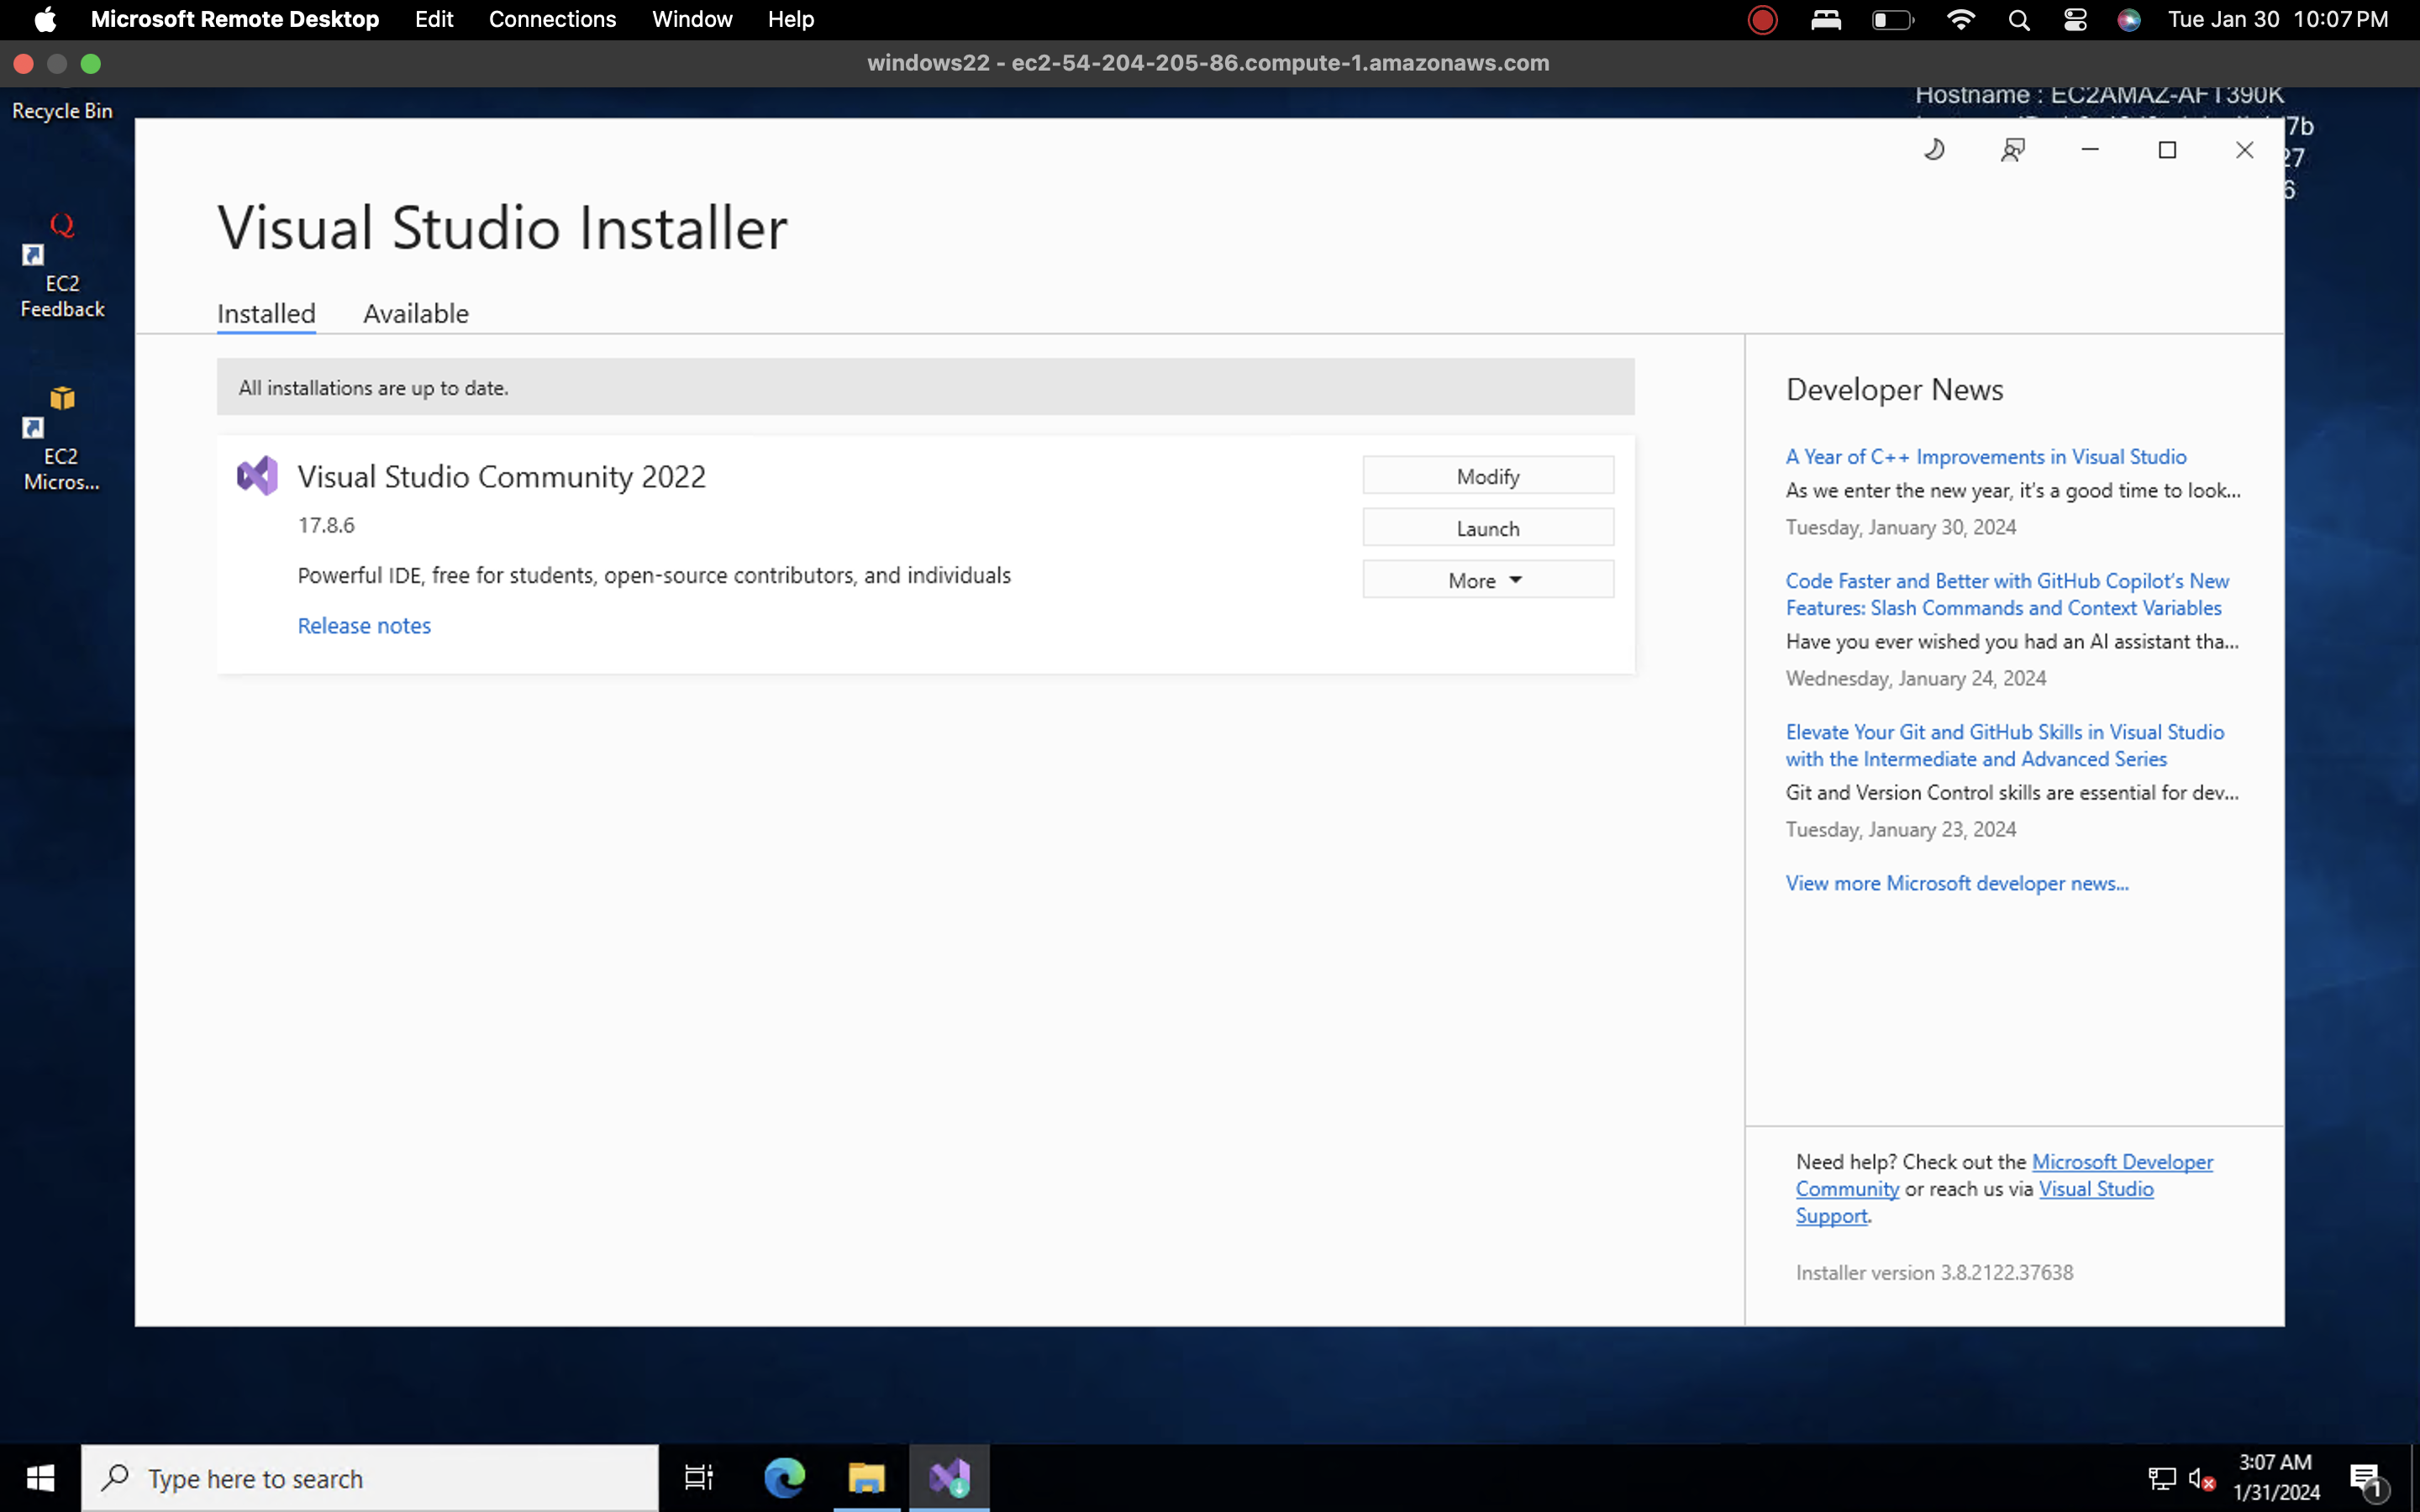 Microsoft Remote Desktop Edit Connections Window Help Tue Jan 30 10:07 PM
windows22 - ec2-54-204-205-86.compute-1.amazonaws.com
Recycle Bin
Hostname : EC2AMAZ-AFT390K
7b
27
6
EC2
Feedback
EC2
Micros...
Visual Studio Installer
Installed Available
All installations are up to date.
Visual Studio Community 2022
17.8.6
Powerful IDE, free for students, open-source contributors, and individuals
Release notes
Modify
Launch
More
Developer News
A Year of C++ Improvements in Visual Studio
As we enter the new year, it's a good time to look...
Tuesday, January 30, 2024
Code Faster and Better with GitHub Copilot's New
Features: Slash Commands and Context Variables
Have you ever wished you had an AI assistant tha...
Wednesday, January 24, 2024
Elevate Your Git and GitHub Skills in Visual Studio
with the Intermediate and Advanced Series
Git and Version Control skills are essential for dev...
Tuesday, January 23, 2024
View more Microsoft developer news...
Need help? Check out the Microsoft Developer
Community or reach us via Visual Studio
Support.
Installer version 3.8.2122.37638
Type here to search
3:07 AM
1/31/2024
1